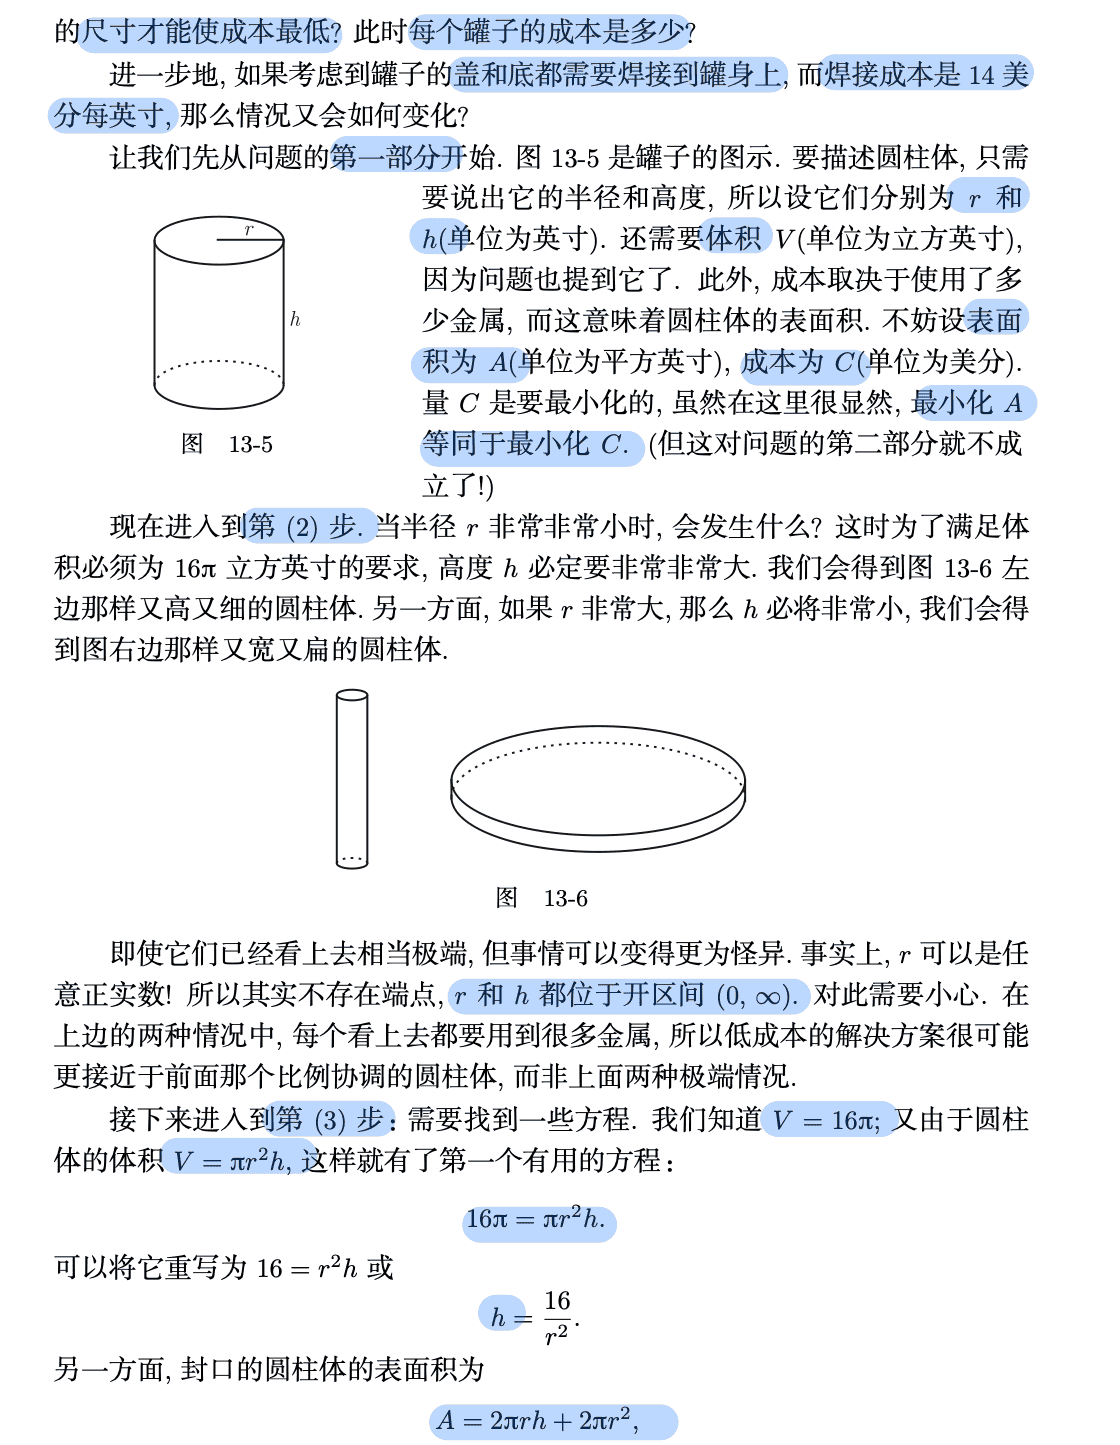 的尺寸才能使成本最低? 此时每个罐子的成本是多少?
进一步地, 如果考虑到罐子的盖和底都需要焊接到罐身上, 而焊接成本是 14 美
分每英寸, 那么情况又会如何变化?
让我们先从问题的第一部分开始. 图 13-5 是罐子的图示. 要描述圆柱体, 只需
要说出它的半径和高度, 所以设它们分别为 r 和
h(单位为英寸). 还需要体积 V(单位为立方英寸),
因为问题也提到它了. 此外, 成本取决于使用了多
少金属, 而这意味着圆柱体的表面积. 不妨设表面
积为 A(单位为平方英寸), 成本为 C(单位为美分).
量 C 是要最小化的, 虽然在这里很显然, 最小化 A
等同于最小化 C. (但这对问题的第二部分就不成
立了!)
r
h
图 13-5
现在进入到第 (2) 步. 当半径 r 非常非常小时, 会发生什么? 这时为了满足体
积必须为 16π 立方英寸的要求, 高度 h 必定要非常非常大. 我们会得到图 13-6 左
边那样又高又细的圆柱体. 另一方面, 如果 r 非常大, 那么 h 必将非常小, 我们会得
到图右边那样又宽又扁的圆柱体.
图 13-6
即使它们已经看上去相当极端, 但事情可以变得更为怪异. 事实上, r 可以是任
意正实数! 所以其实不存在端点, r 和 h 都位于开区间 (0, ∞). 对此需要小心. 在
上边的两种情况中, 每个看上去都要用到很多金属, 所以低成本的解决方案很可能
更接近于前面那个比例协调的圆柱体, 而非上面两种极端情况.
接下来进入到第 (3) 步: 需要找到一些方程. 我们知道 V = 16π; 又由于圆柱
体的体积 V = πr²h, 这样就有了第一个有用的方程:
16π = πr²h.
可以将它重写为 16 = r²h 或
h = 16/r².
另一方面, 封口的圆柱体的表面积为
A = 2πrh + 2πr²,